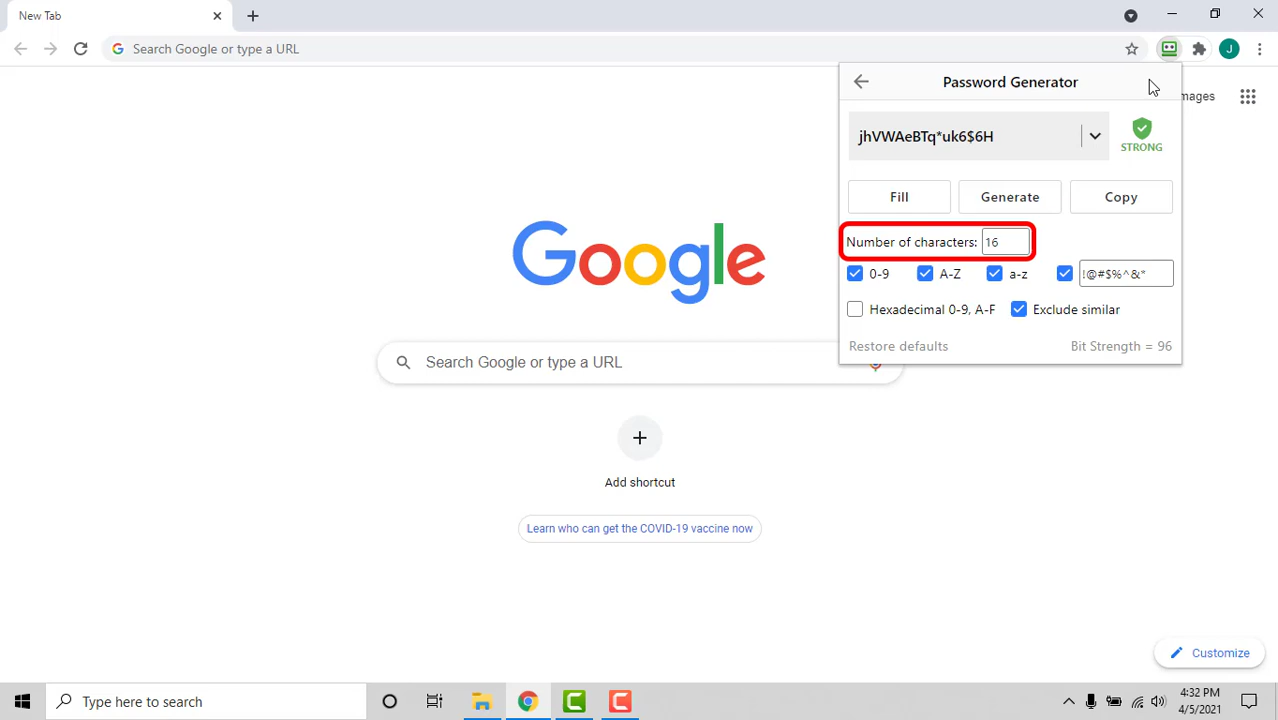 New Tab
Search Google or type a URL
J
Password Generator
mages
jhVWAeBTq*uk6$6H
STRONG
Fill
Generate
Copy
Number of characters: 16
0-9
A-Z
a-z
!@#$%^&*
Hexadecimal 0-9, A-F
Exclude similar
Restore defaults
Bit Strength = 96
Google
Search Google or type a URL
Add shortcut
Learn who can get the COVID-19 vaccine now
Customize
Type here to search
4:32 PM
4/5/2021